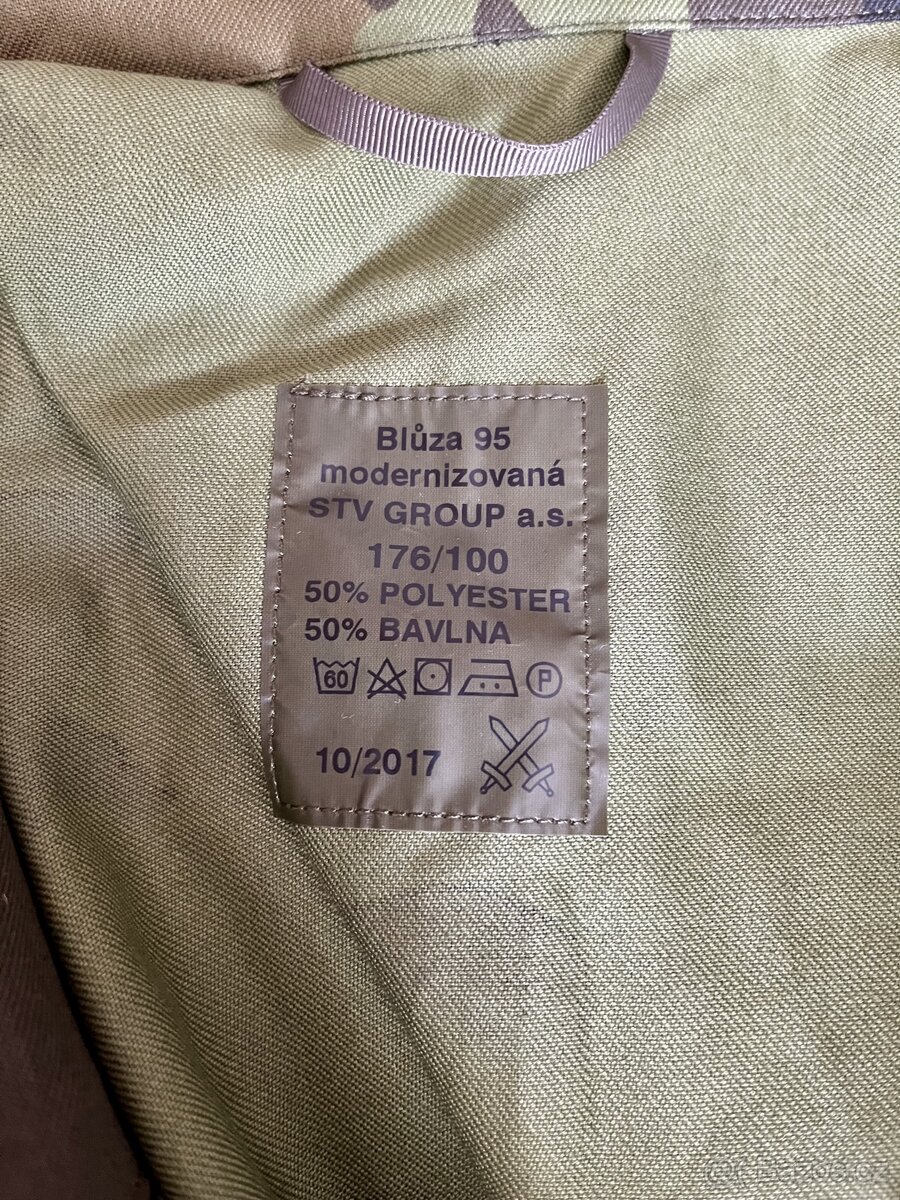 Blůza 95
modernizovaná
STV GROUP a.s.
176/100
50% POLYESTER
50% BAVLNA
60 P
10/2017